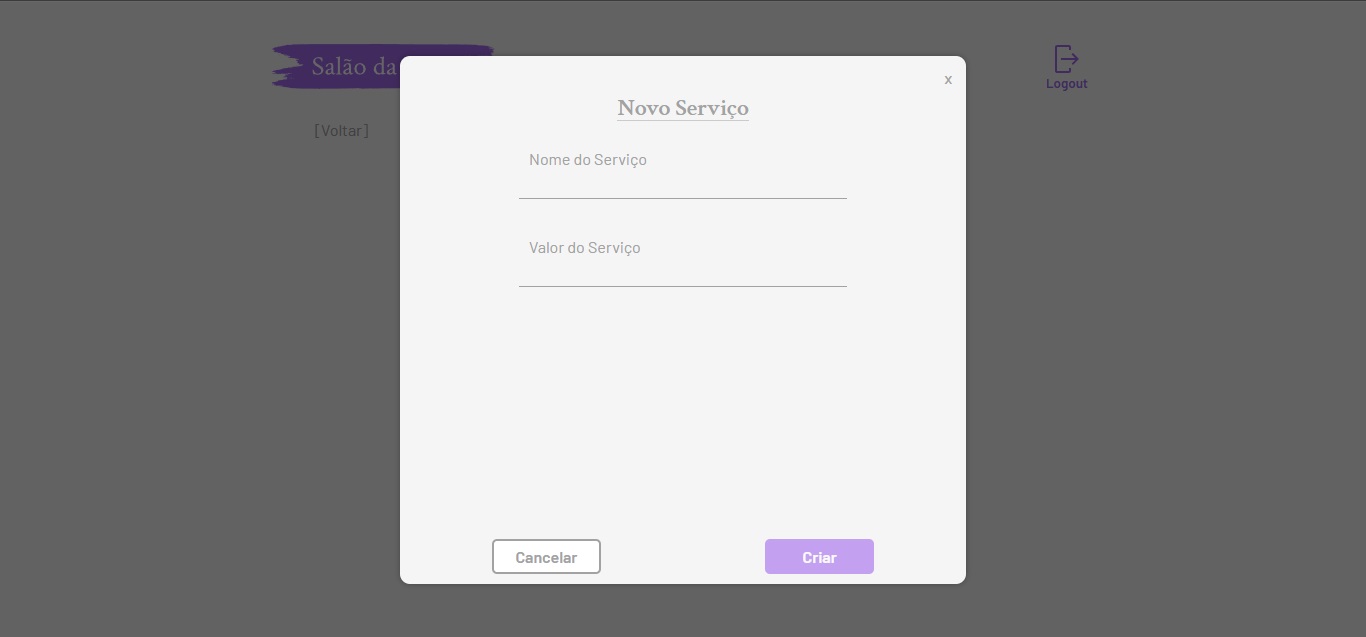 Salão da
Logout
[Voltar]
x
Novo Serviço
Nome do Serviço
Valor do Serviço
Cancelar
Criar